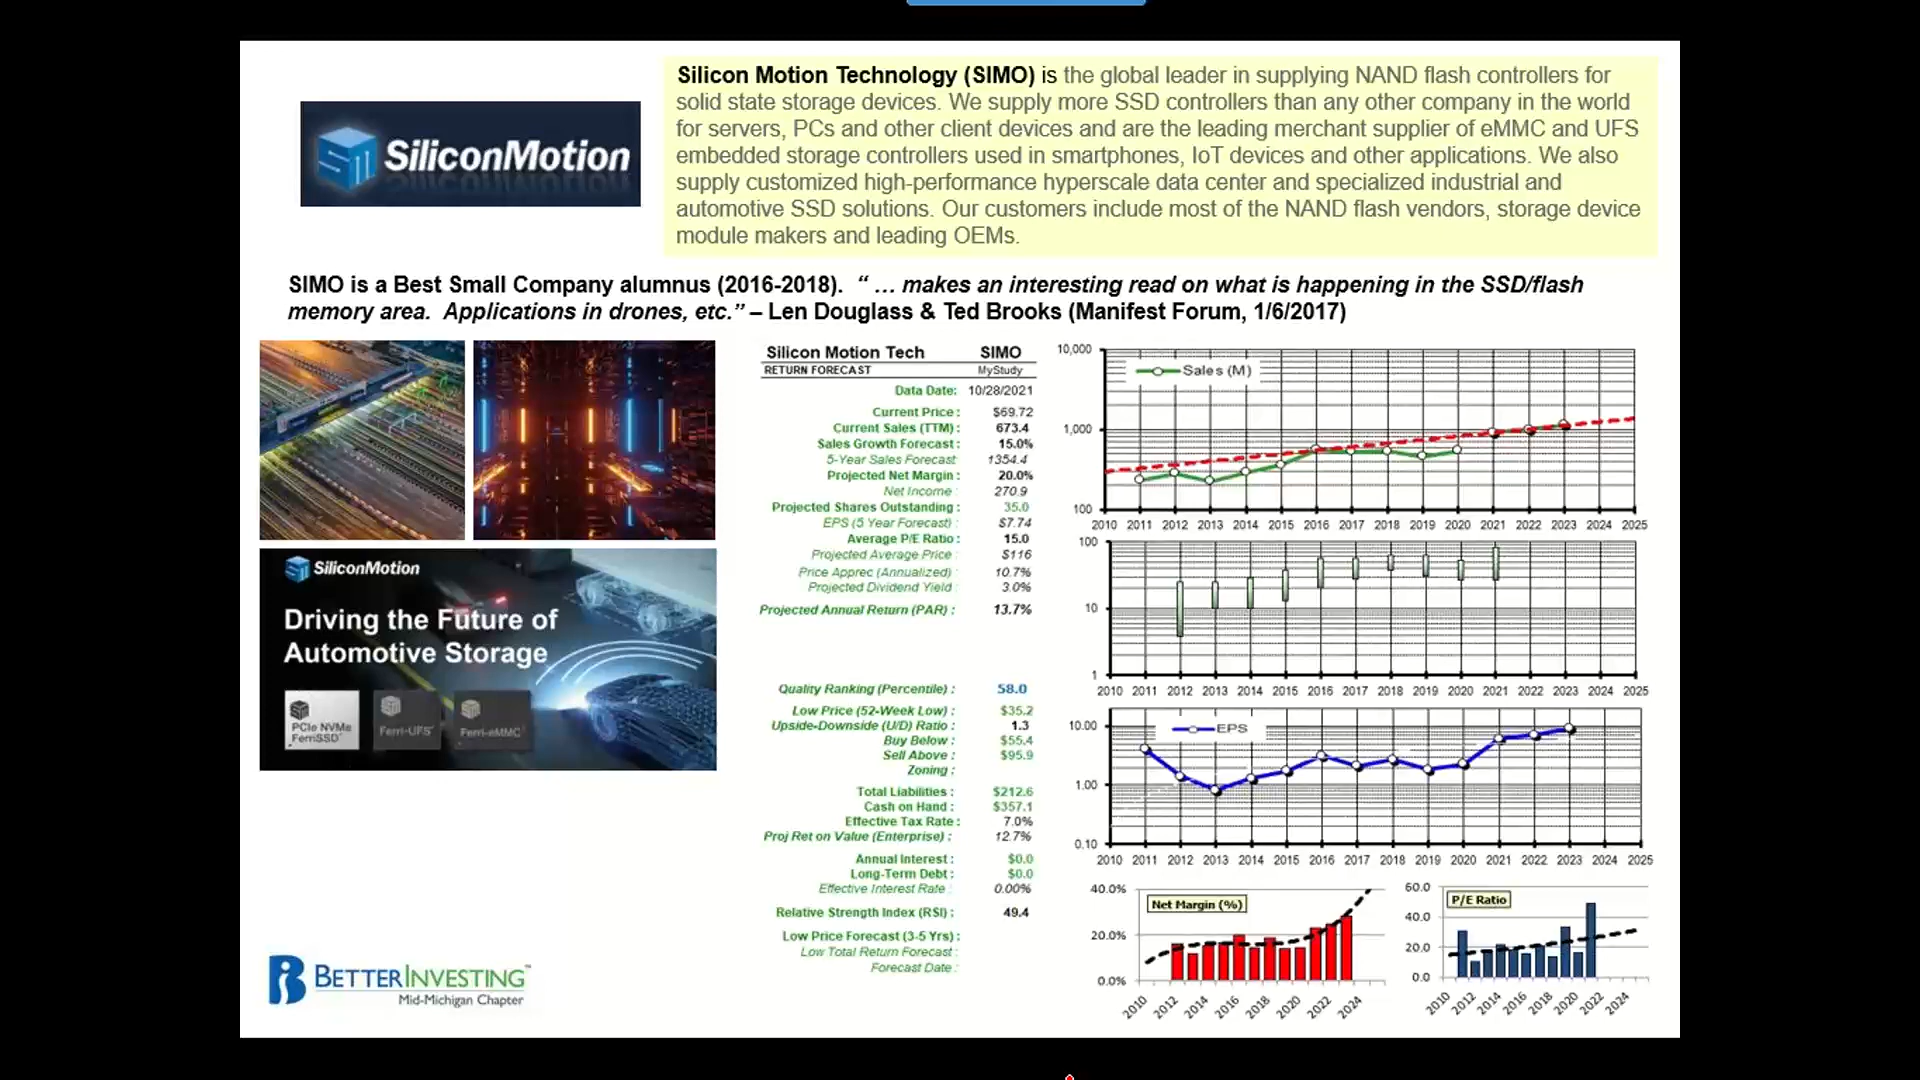 Silicon Motion Technology (SIMO) is the global leader in supplying NAND flash controllers for
solid state storage devices. We supply more SSD controllers than any other company in the world
for servers, PCs and other client devices and are the leading merchant supplier of eMMC and UFS
embedded storage controllers used in smartphones, IoT devices and other applications. We also
supply customized high-performance hyperscale data center and specialized industrial and
automotive SSD solutions. Our customers include most of the NAND flash vendors, storage device
module makers and leading OEMs.
SiliconMotion
SIMO is a Best Small Company alumnus (2016-2018). “ … makes an interesting read on what is happening in the SSD/flash
memory area. Applications in drones, etc.” – Len Douglass & Ted Brooks (Manifest Forum, 1/6/2017)
SiliconMotion
Driving the Future of
Automotive Storage
PCIe NVMe
FerriSSD
Ferri-UFS
Ferri-eMMC
BETTERINVESTING™
Mid-Michigan Chapter
Silicon Motion Tech SIMO
RETURN FORECAST MyStudy
Data Date: 10/28/2021
Current Price : $69.72
Current Sales (TTM) : 673.4
Sales Growth Forecast : 15.0%
5-Year Sales Forecast 1354.4
Projected Net Margin : 20.0%
Net Income : 270.9
Projected Shares Outstanding : 35.0
EPS (5 Year Forecast) : $7.74
Average P/E Ratio : 15.0
Projected Average Price : $116
Price Apprec (Annualized) : 10.7%
Projected Dividend Yield : 3.0%
Projected Annual Return (PAR) : 13.7%
Quality Ranking (Percentile) : 58.0
Low Price (52-Week Low) : $35.2
Upside-Downside (U/D) Ratio : 1.3
Buy Below : $55.4
Sell Above : $95.9
Zoning :
Total Liabilities : $212.6
Cash on Hand : $357.1
Effective Tax Rate : 7.0%
Proj Ret on Value (Enterprise) : 12.7%
Annual Interest : $0.0
Long-Term Debt : $0.0
Effective Interest Rate : 0.00%
Relative Strength Index (RSI) : 49.4
Low Price Forecast (3-5 Yrs) :
Low Total Return Forecast :
Forecast Date :
10,000
Sales (M)
1,000
100
2010 2011 2012 2013 2014 2015 2016 2017 2018 2019 2020 2021 2022 2023 2024 2025
100
10
1
2010 2011 2012 2013 2014 2015 2016 2017 2018 2019 2020 2021 2022 2023 2024 2025
10.00
EPS
1.00
0.10
2010 2011 2012 2013 2014 2015 2016 2017 2018 2019 2020 2021 2022 2023 2024 2025
40.0%
Net Margin (%)
20.0%
0.0%
2010 2012 2014 2016 2018 2020 2022 2024
60.0
P/E Ratio
40.0
20.0
0.0
2010 2012 2014 2016 2018 2020 2022 2024